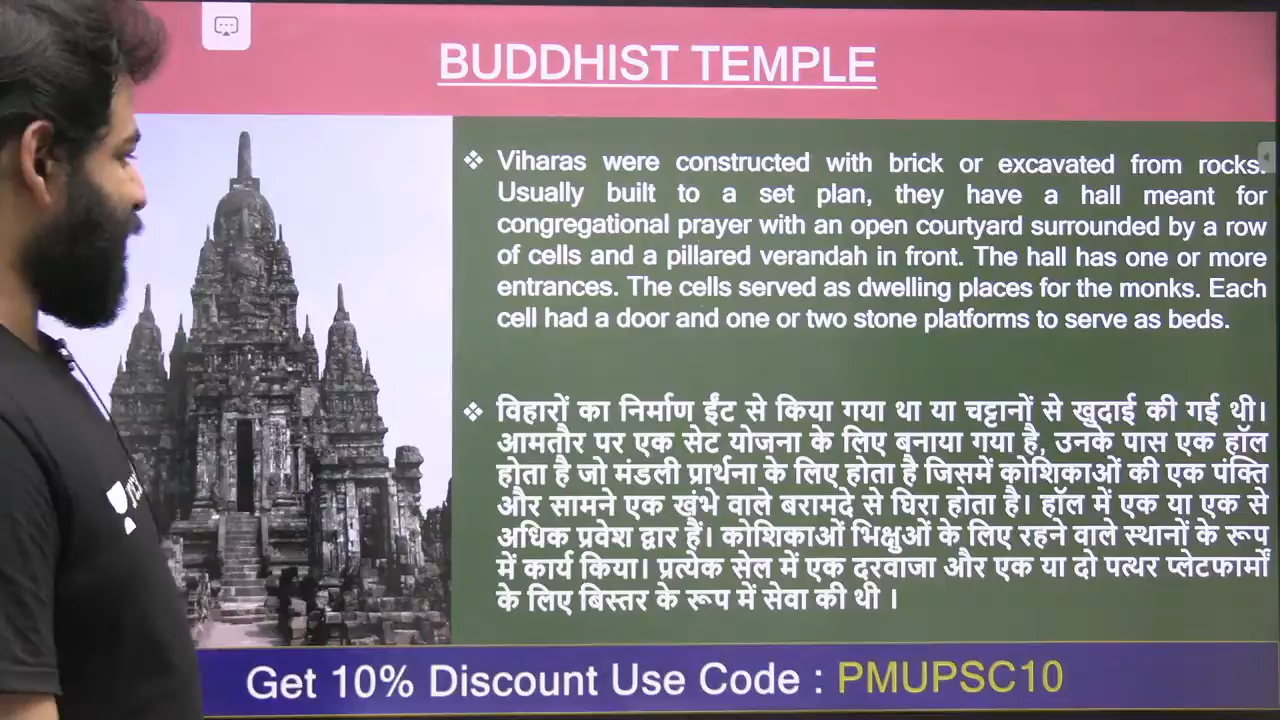 BUDDHIST TEMPLE
❖ Viharas were constructed with brick or excavated from rocks.
Usually built to a set plan, they have a hall meant for
congregational prayer with an open courtyard surrounded by a row
of cells and a pillared verandah in front. The hall has one or more
entrances. The cells served as dwelling places for the monks. Each
cell had a door and one or two stone platforms to serve as beds.
❖ विहारों का निर्माण ईंट से किया गया था या चट्टानों से खुदाई की गई थी।
आमतौर पर एक सेट योजना के लिए बनाया गया है, उनके पास एक हॉल
होता है जो मंडली प्रार्थना के लिए होता है जिसमें कोशिकाओं की एक पंक्ति
और सामने एक खंभे वाले बरामदे से घिरा होता है। हॉल में एक या एक से
अधिक प्रवेश द्वार हैं। कोशिकाओं भिक्षुओं के लिए रहने वाले स्थानों के रूप
में कार्य किया। प्रत्येक सेल में एक दरवाजा और एक या दो पत्थर प्लेटफार्मों
के लिए बिस्तर के रूप में सेवा की थी ।
Get 10% Discount Use Code : PMUPSC10